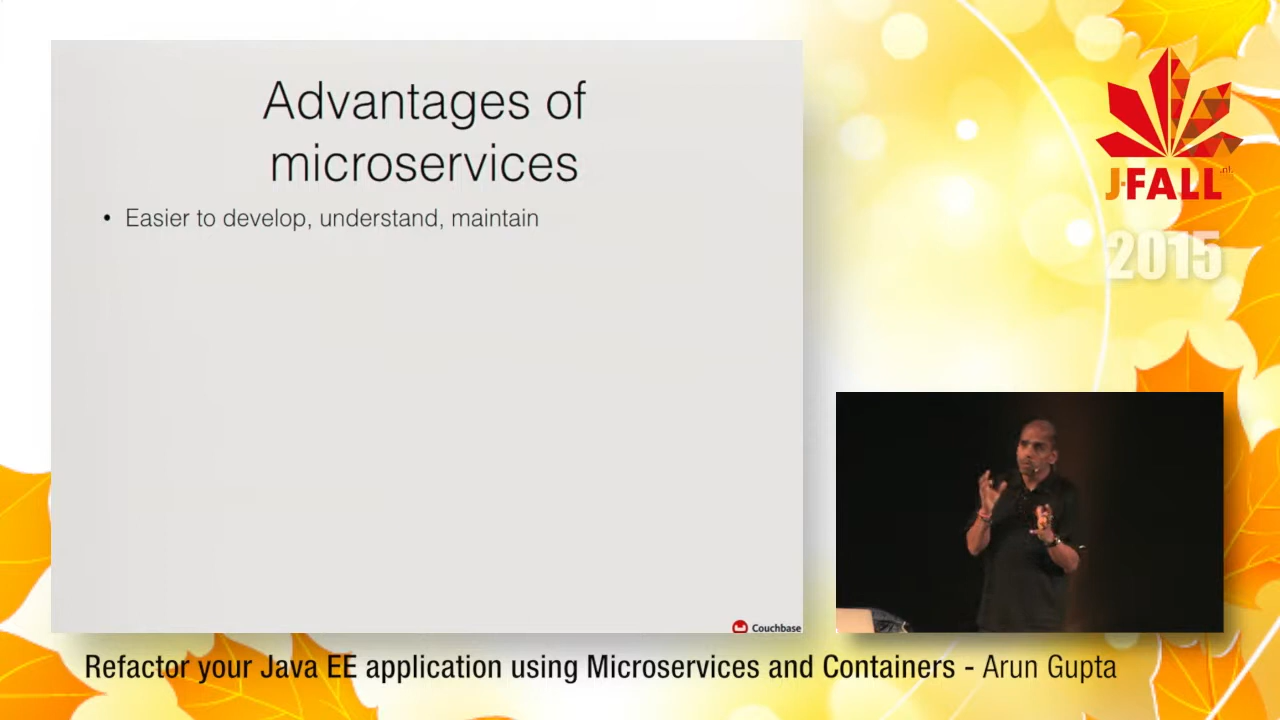 Advantages of
microservices
• Easier to develop, understand, maintain
Couchbase
J-FALL.nl
2015
Refactor your Java EE application using Microservices and Containers - Arun Gupta